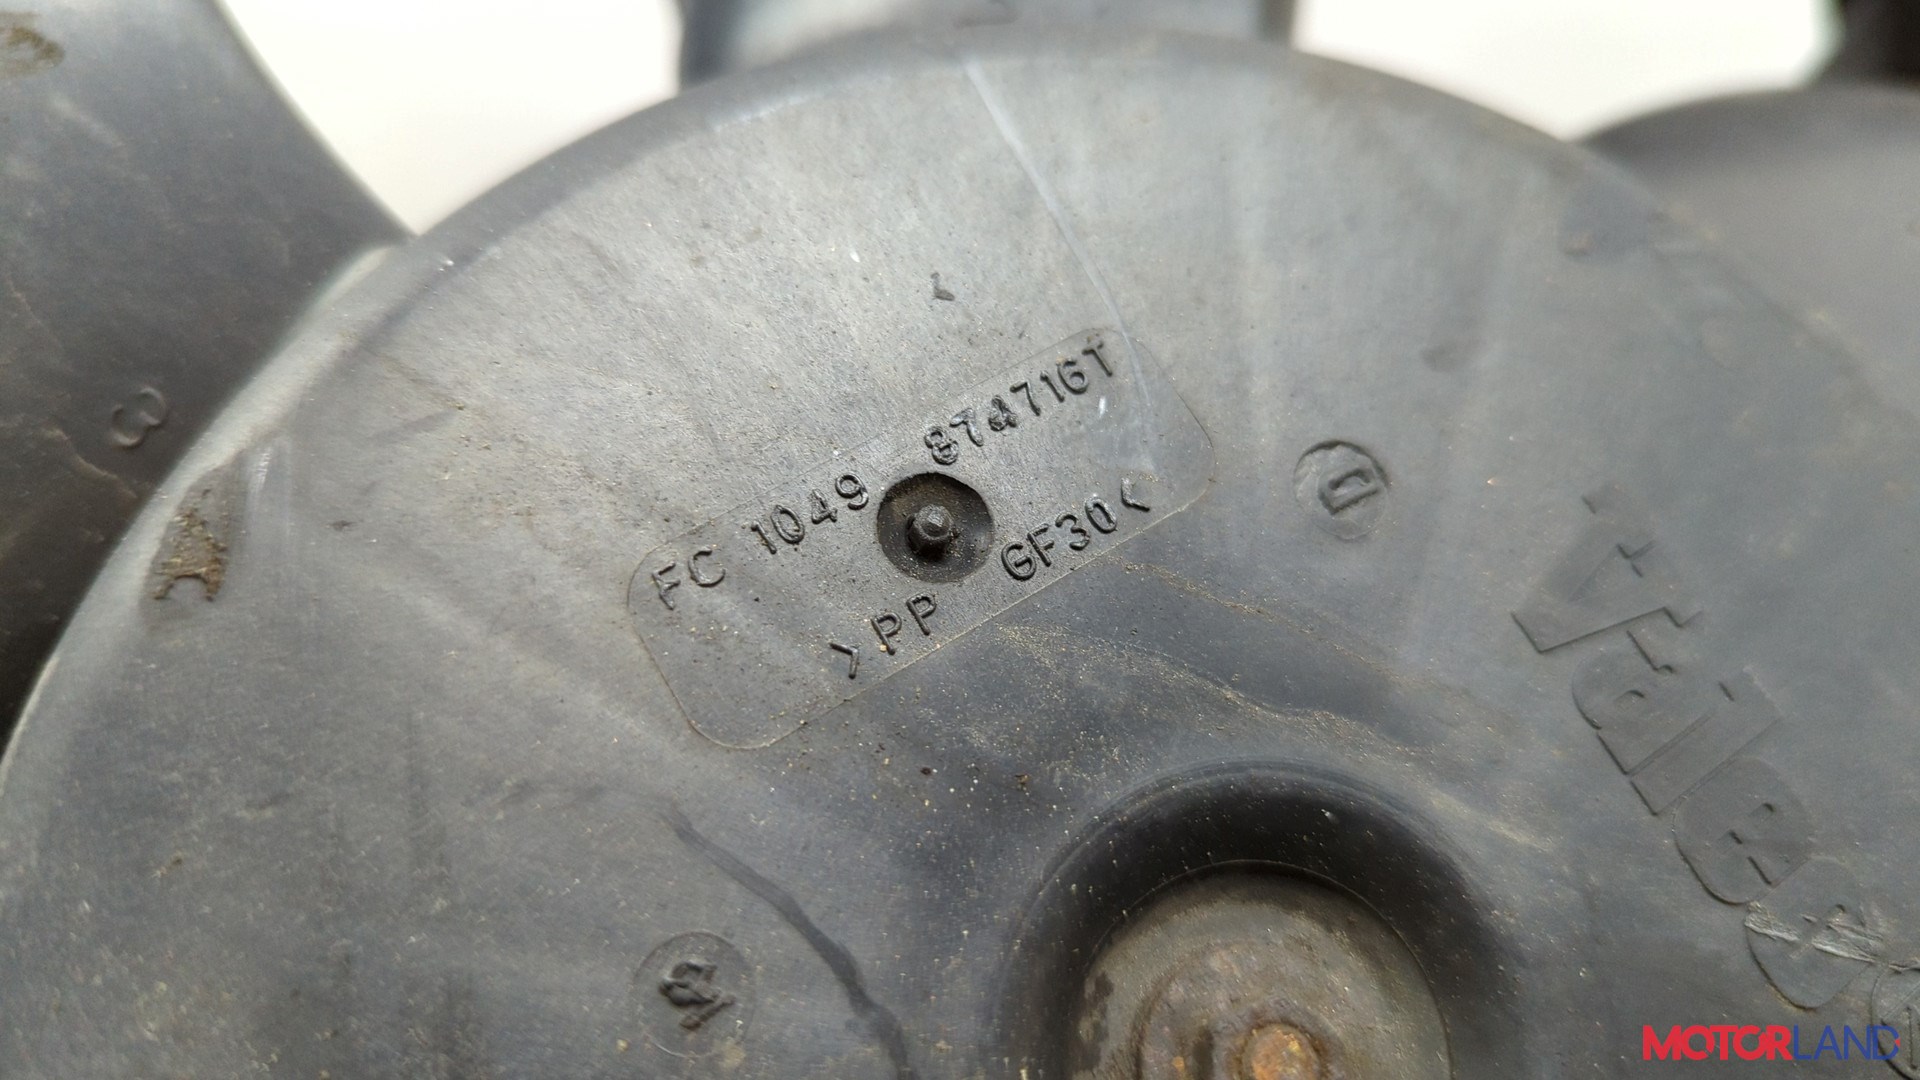 FC 1049 874716T
>PP GF30<
D
Valeo
MOTORLAND